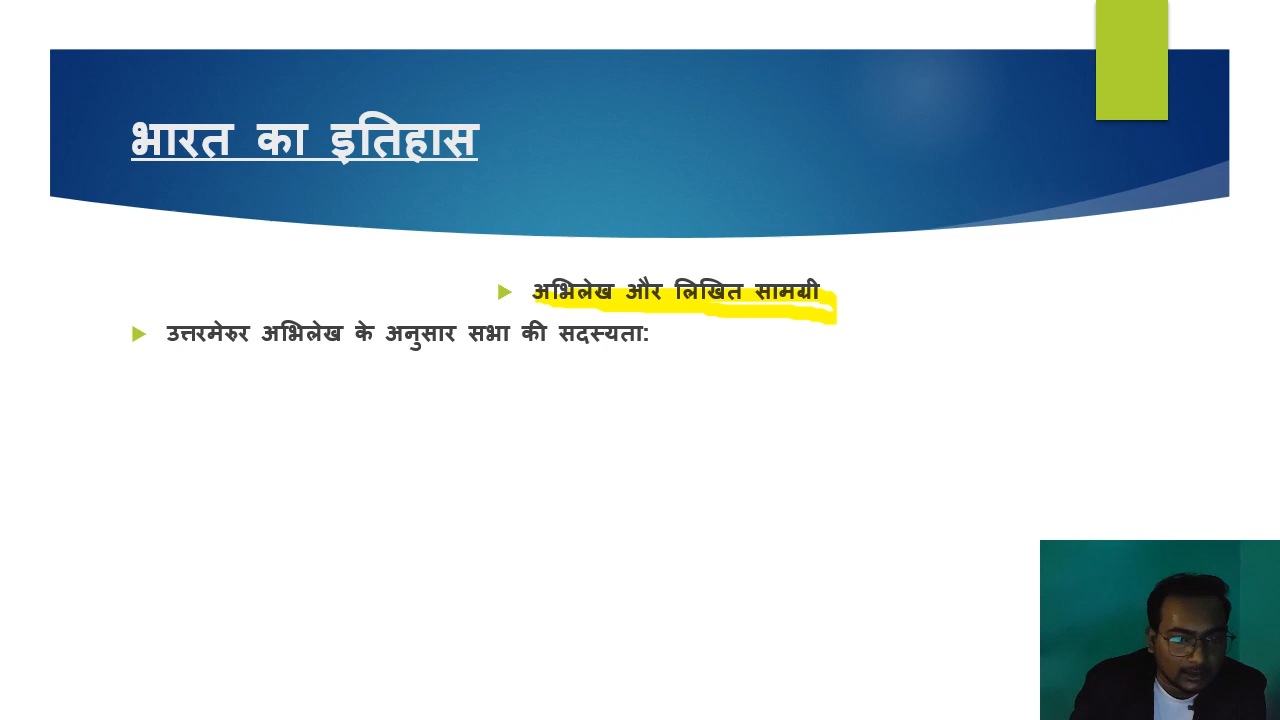 भारत का इतिहास
अभिलेख और लिखित सामग्री
उत्तरमेरुर अभिलेख के अनुसार सभा की सदस्यता: